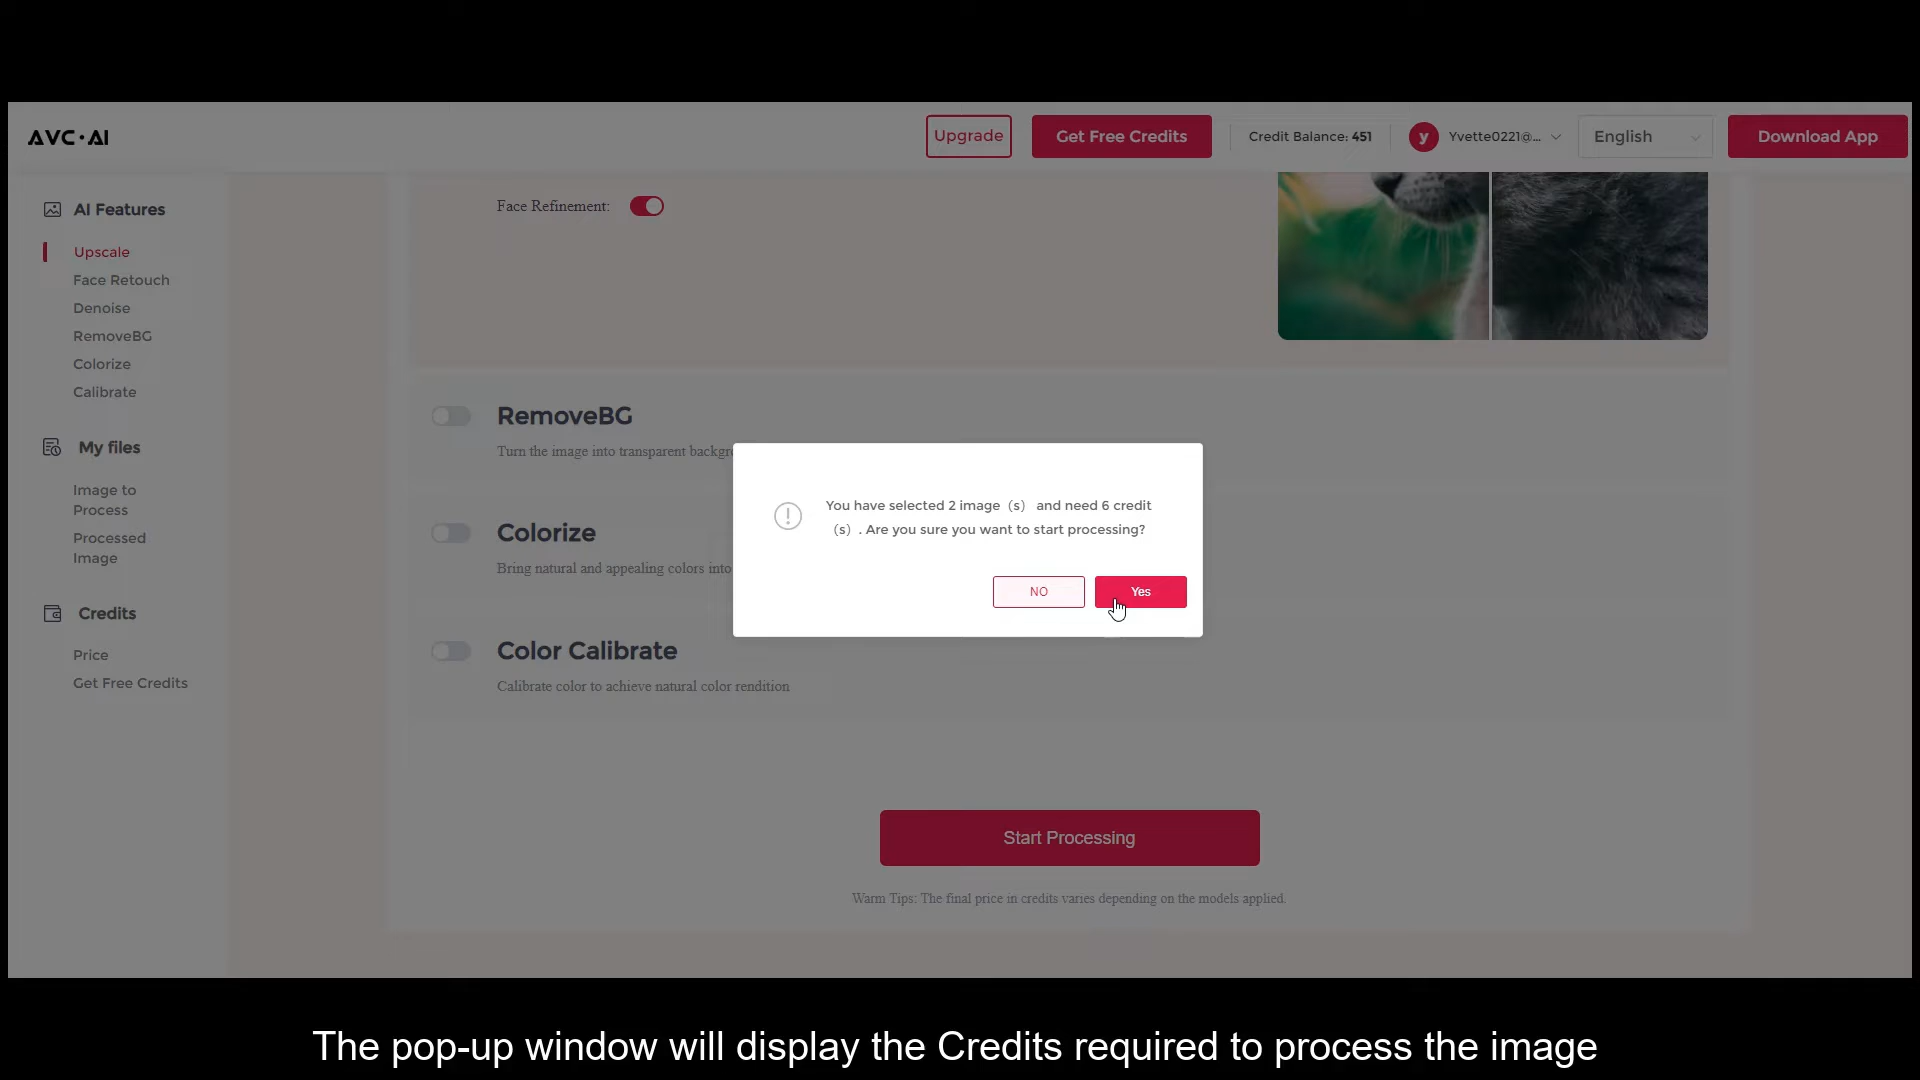 AVC·AI
Upgrade
Get Free Credits
Credit Balance: 451
y
Yvette0221@...
English
Download App
AI Features
Upscale
Face Retouch
Denoise
RemoveBG
Colorize
Calibrate
My files
Image to
Process
Processed
Image
Credits
Price
Get Free Credits
Face Refinement:
RemoveBG
Turn the image into transparent backgr
Colorize
Bring natural and appealing colors into
Color Calibrate
Calibrate color to achieve natural color rendition
You have selected 2 image (s) and need 6 credit
(s) . Are you sure you want to start processing?
NO
Yes
Start Processing
Warm Tips: The final price in credits varies depending on the models applied.
The pop-up window will display the Credits required to process the image